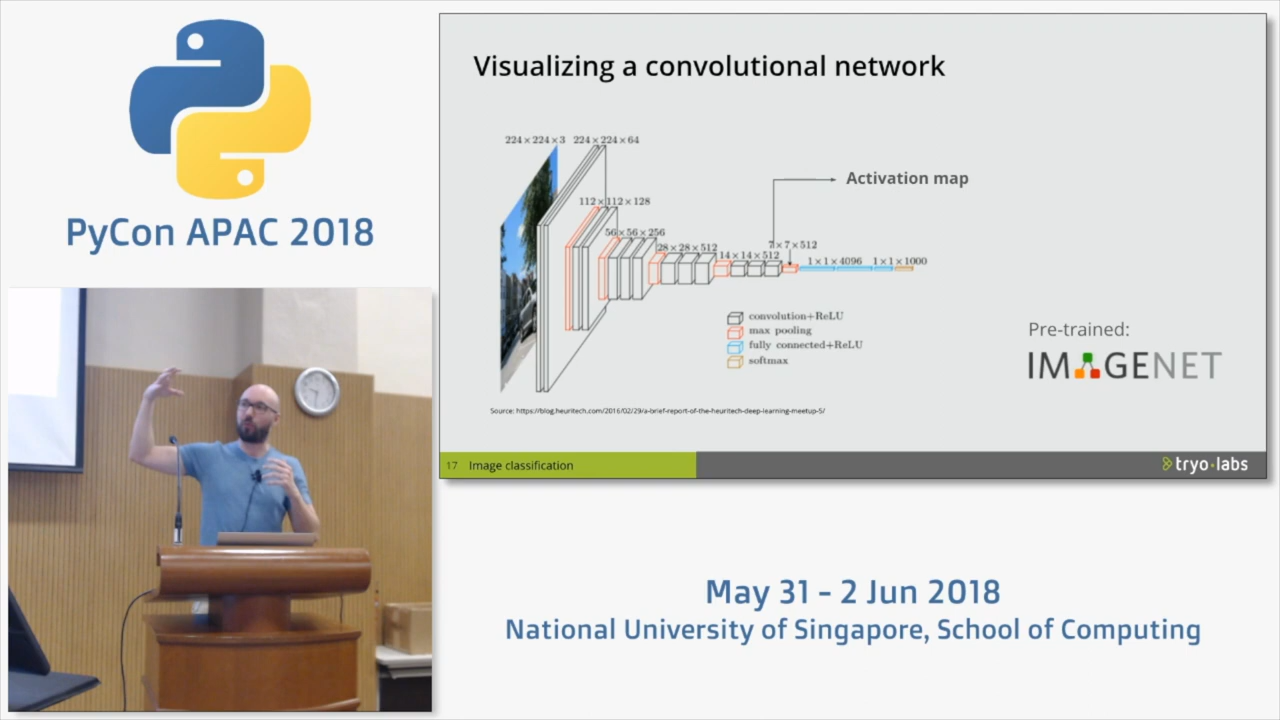 PyCon APAC 2018
Visualizing a convolutional network
224×224×3 224×224×64
112×112×128
56×56×256
28×28×512
14×14×512
7×7×512
1×1×4096 1×1×1000
Activation map
convolution+ReLU
max pooling
fully connected+ReLU
softmax
Pre-trained:
IMAGENET
Source: https://blog.heuritech.com/2016/02/29/a-brief-report-of-the-heuritech-deep-learning-meetup-5/
17 Image classification
tryo·labs
May 31 - 2 Jun 2018
National University of Singapore, School of Computing